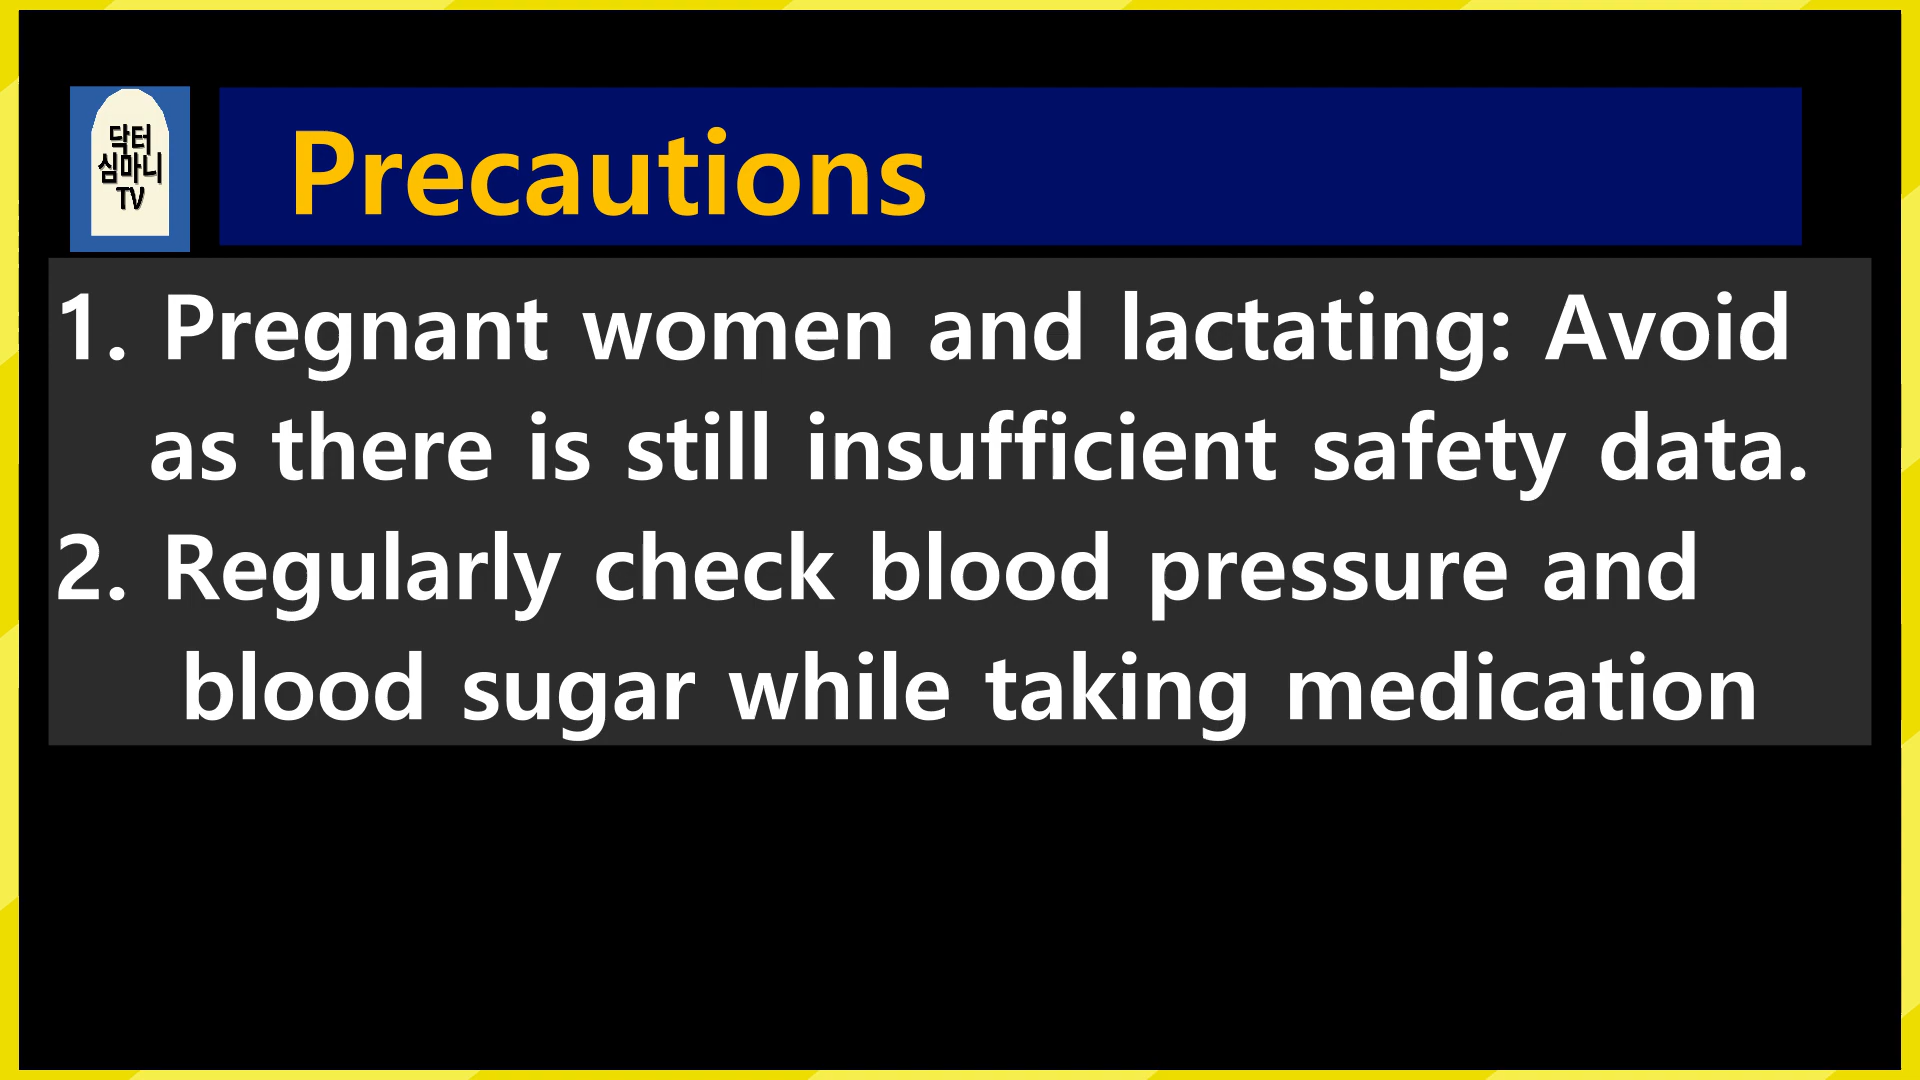 닥터
심마니
TV
Precautions
1. Pregnant women and lactating: Avoid
as there is still insufficient safety data.
2. Regularly check blood pressure and
blood sugar while taking medication